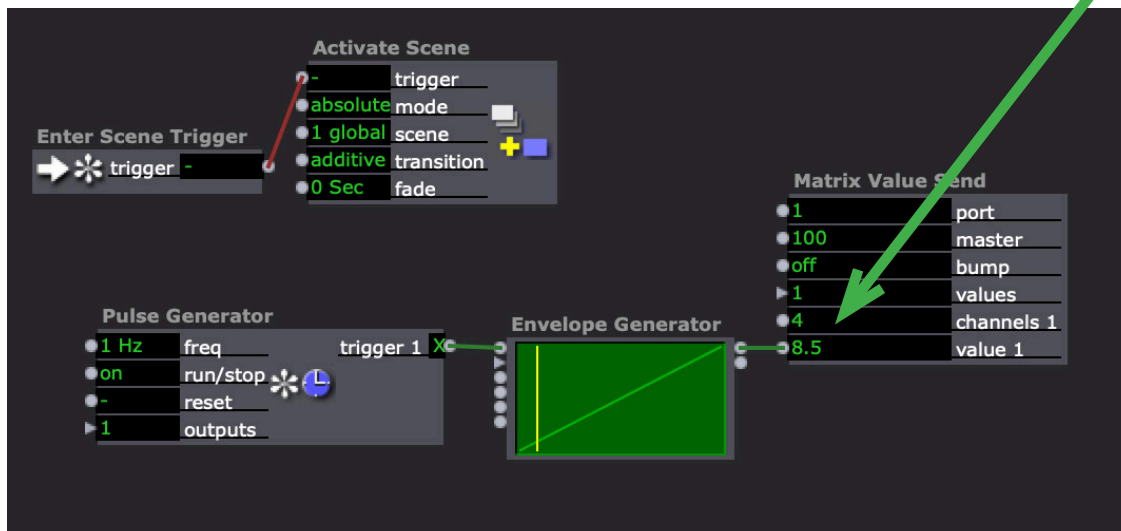 Activate Scene
- trigger
absolute mode
1 global scene
additive transition
0 Sec fade
Enter Scene Trigger
trigger -
Matrix Value Send
1 port
100 master
off bump
1 values
4 channels 1
8.5 value 1
Pulse Generator
1 Hz freq trigger 1 X
on run/stop
- reset
1 outputs
Envelope Generator